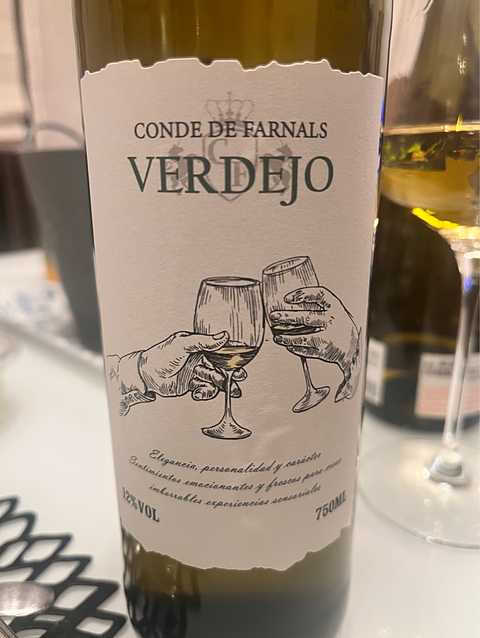 CONDE DE FARNALS
VERDEJO
Elegancia, personalidad y carácter
Sentimientos emocionantes y frescos para crear
imborrables experiencias sensoriales
12%VOL
750ML